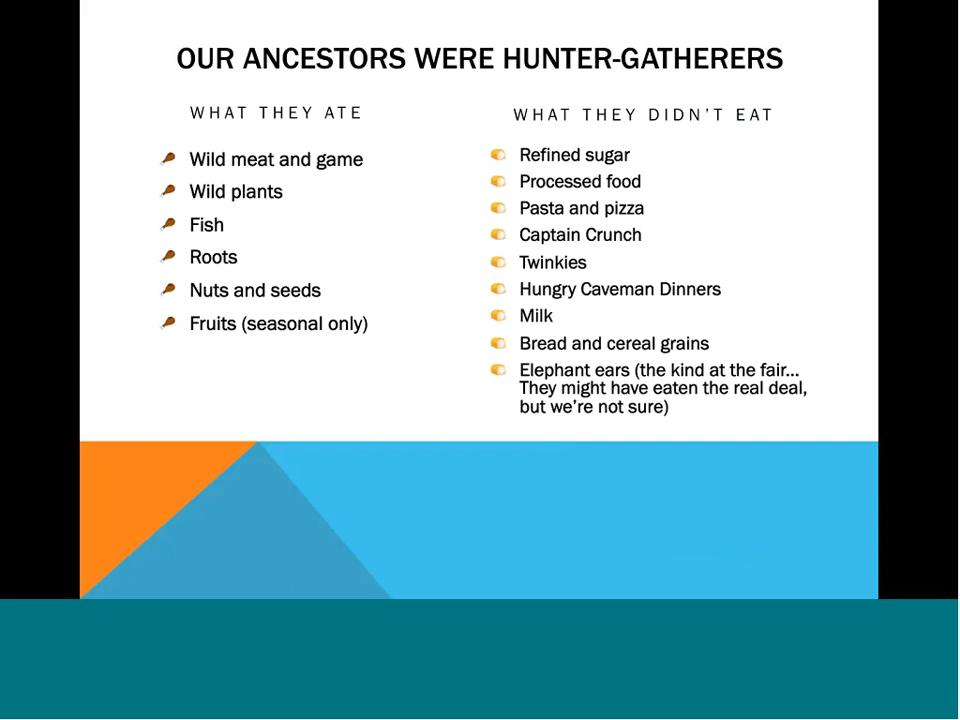 OUR ANCESTORS WERE HUNTER-GATHERERS
WHAT THEY ATE
Wild meat and game
Wild plants
Fish
Roots
Nuts and seeds
Fruits (seasonal only)
WHAT THEY DIDN'T EAT
Refined sugar
Processed food
Pasta and pizza
Captain Crunch
Twinkies
Hungry Caveman Dinners
Milk
Bread and cereal grains
Elephant ears (the kind at the fair...
They might have eaten the real deal,
but we're not sure)